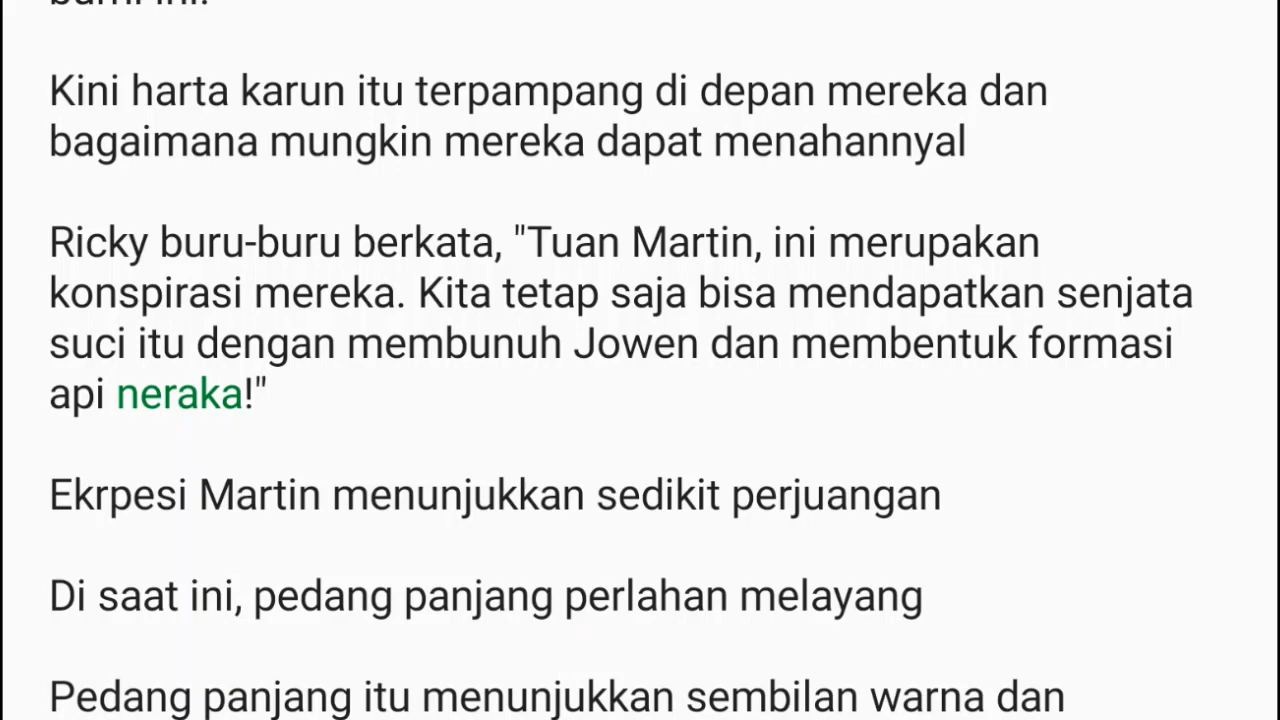 bumi ini.
Kini harta karun itu terpampang di depan mereka dan
bagaimana mungkin mereka dapat menahannyal
Ricky buru-buru berkata, "Tuan Martin, ini merupakan
konspirasi mereka. Kita tetap saja bisa mendapatkan senjata
suci itu dengan membunuh Jowen dan membentuk formasi
api neraka!"
Ekrpesi Martin menunjukkan sedikit perjuangan
Di saat ini, pedang panjang perlahan melayang
Pedang panjang itu menunjukkan sembilan warna dan